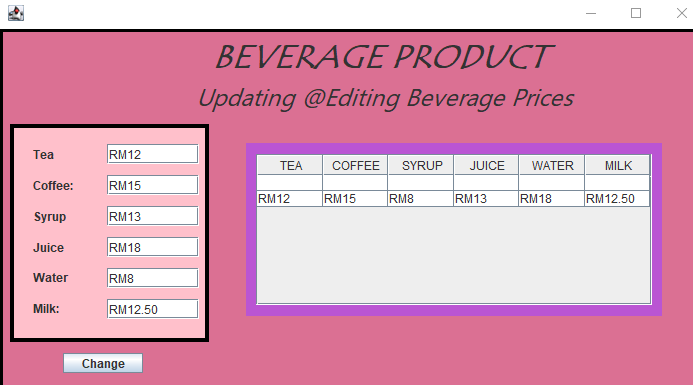 BEVERAGE PRODUCT
Updating @Editing Beverage Prices
Tea RM12
Coffee: RM15
Syrup RM13
Juice RM18
Water RM8
Milk: RM12.50
Change
TEA COFFEE SYRUP JUICE WATER MILK
RM12 RM15 RM8 RM13 RM18 RM12.50